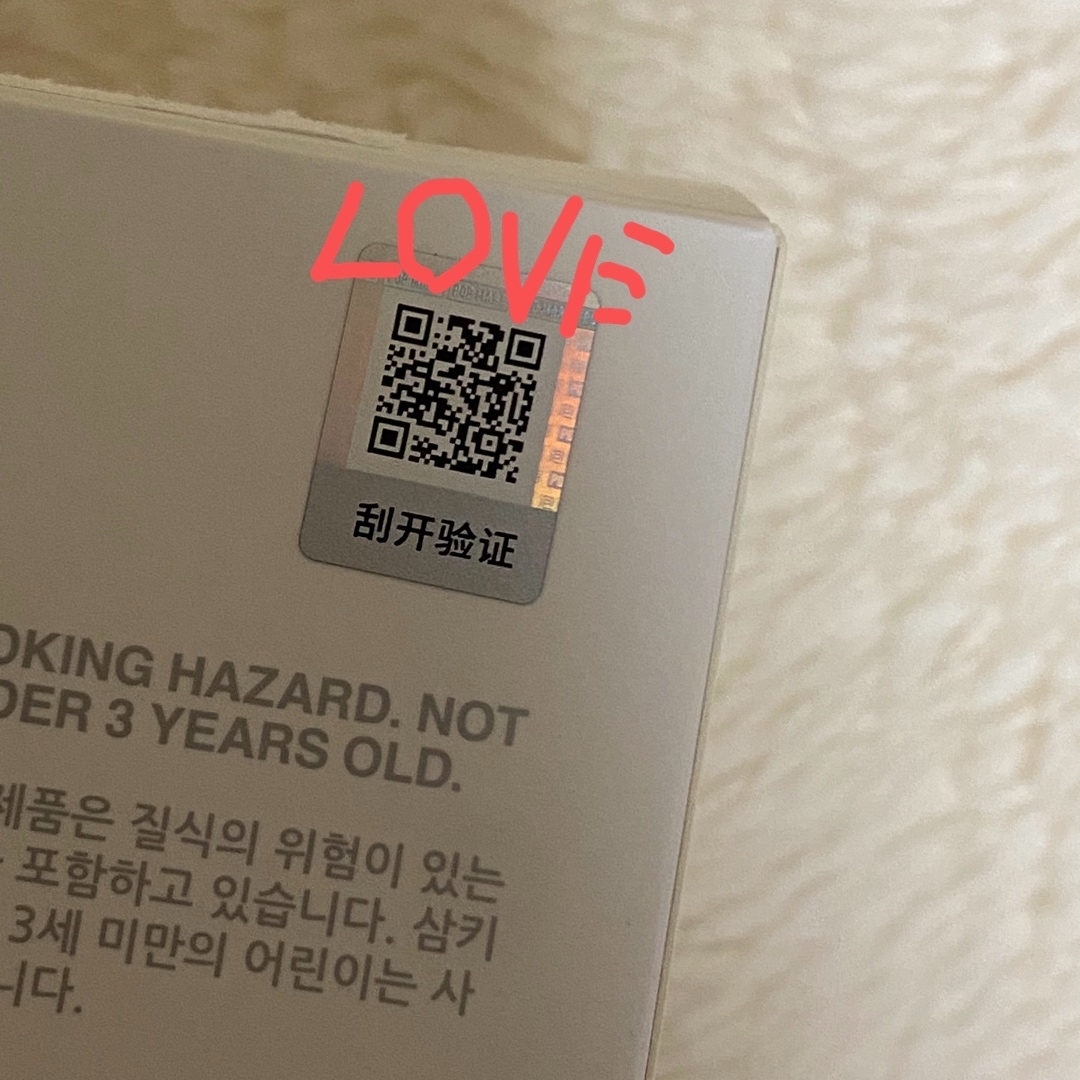 LOVE
刮开验证
OKING HAZARD. NOT
DER 3 YEARS OLD.
제품은 질식의 위험이 있는
포함하고 있습니다. 삼키
3세 미만의 어린이는 사
니다.